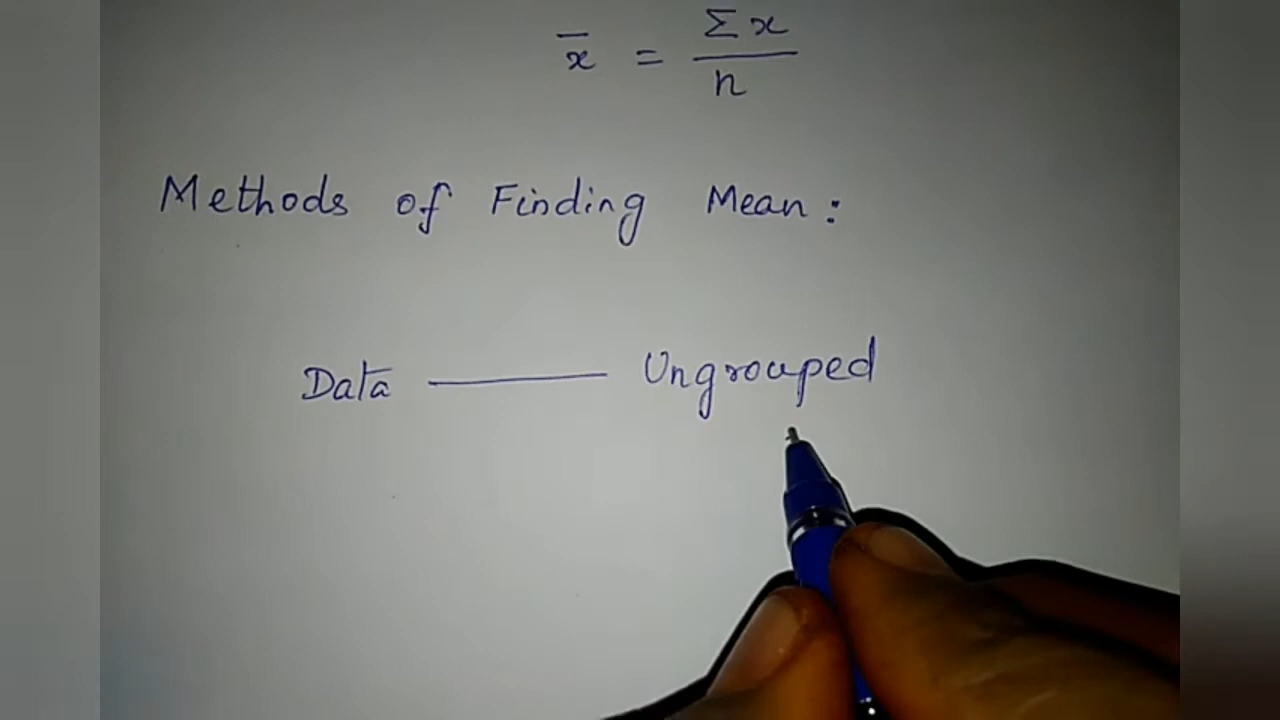 x̄ = Σx / n
Methods of Finding Mean :
Data —— Ungrouped